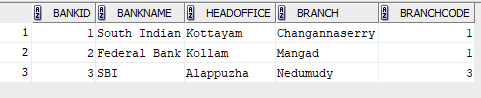 BANKID BANKNAME HEADOFFICE BRANCH BRANCHCODE
1 1 South Indian Kottayam Changannaserry 1
2 2 Federal Bank Kollam Mangad 1
3 3 SBI Alappuzha Nedumudy 3